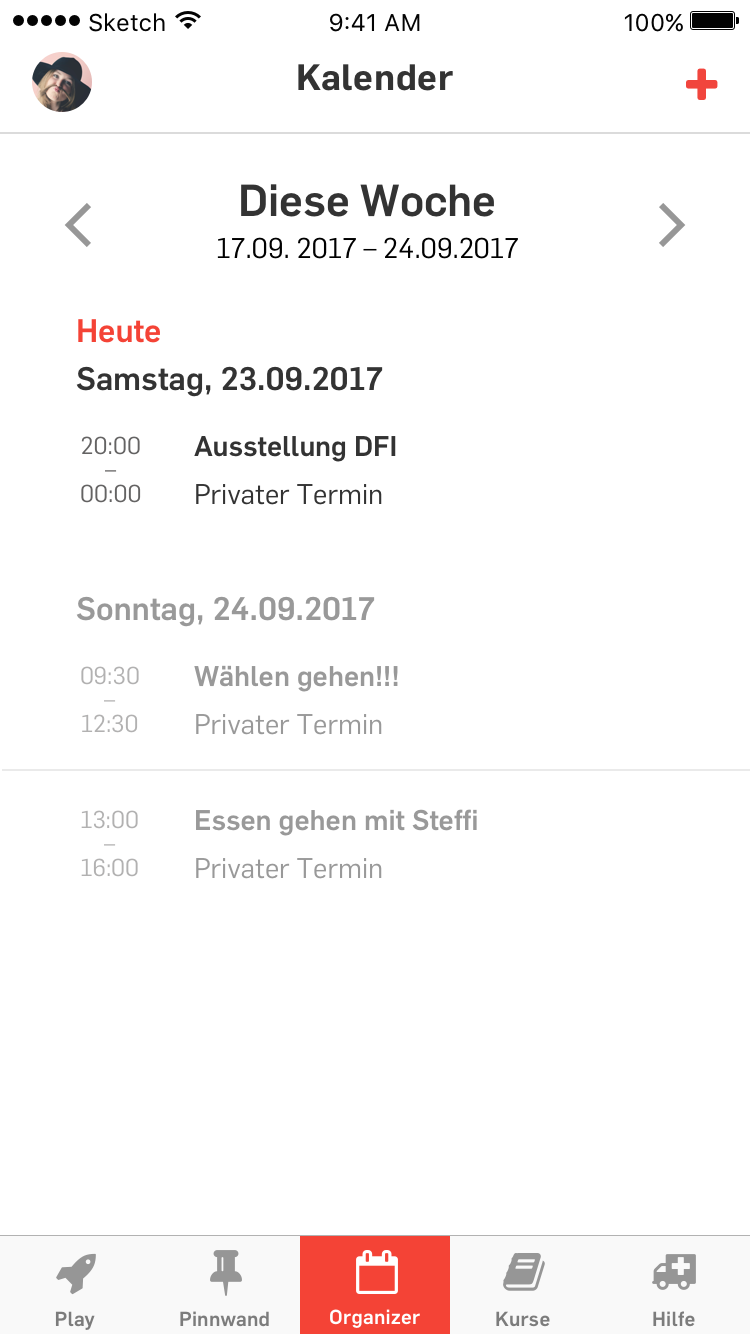 Sketch 9:41 AM 100%
Kalender
Diese Woche
17.09. 2017 – 24.09.2017
Heute
Samstag, 23.09.2017
20:00 – 00:00
Ausstellung DFI
Privater Termin
Sonntag, 24.09.2017
09:30 – 12:30
Wählen gehen!!!
Privater Termin
13:00 – 16:00
Essen gehen mit Steffi
Privater Termin
Play Pinnwand Organizer Kurse Hilfe